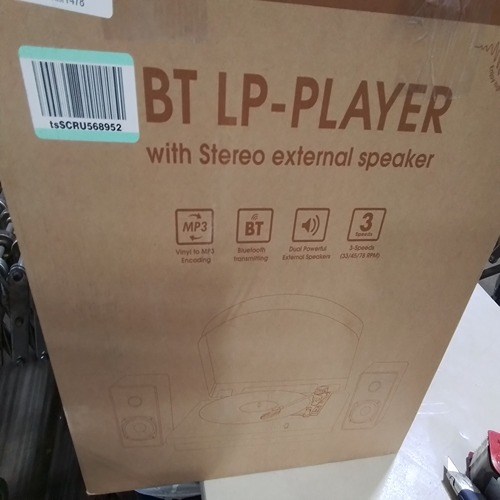 tsSCRU568952
BT LP-PLAYER
with Stereo external speaker
MP3
BT
3
Speeds
Vinyl to MP3
Encoding
Bluetooth
transmitting
Dual Powerful
External Speakers
3-Speeds
(33/45/78 RPM)